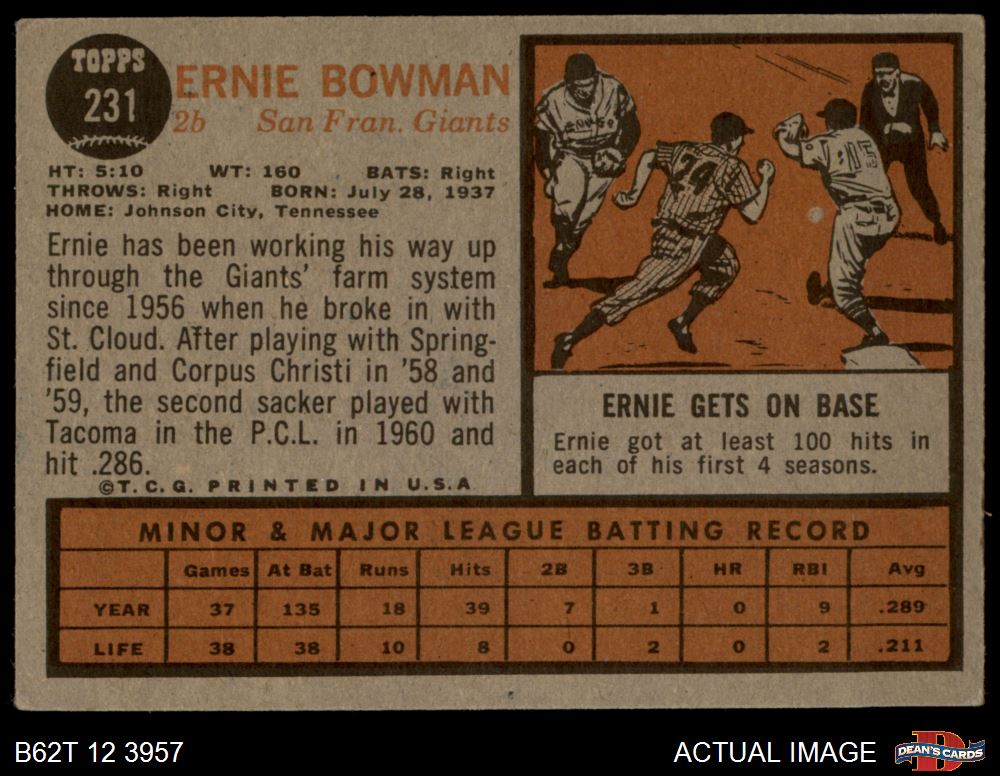 TOPPS
231
ERNIE BOWMAN
2b San Fran. Giants
HT: 5:10 WT: 160 BATS: Right
THROWS: Right BORN: July 28, 1937
HOME: Johnson City, Tennessee
Ernie has been working his way up
through the Giants' farm system
since 1956 when he broke in with
St. Cloud. After playing with Spring-
field and Corpus Christi in '58 and
'59, the second sacker played with
Tacoma in the P.C.L. in 1960 and
hit .286.
©T.C.G. PRINTED IN U.S.A
24
ERNIE GETS ON BASE
Ernie got at least 100 hits in
each of his first 4 seasons.
MINOR & MAJOR LEAGUE BATTING RECORD
Games At Bat Runs Hits 2B 3B HR RBI Avg
YEAR 37 135 18 39 7 1 0 9 .289
LIFE 38 38 10 8 0 2 0 2 .211
B62T 12 3957
ACTUAL IMAGE
DEAN'S CARDS